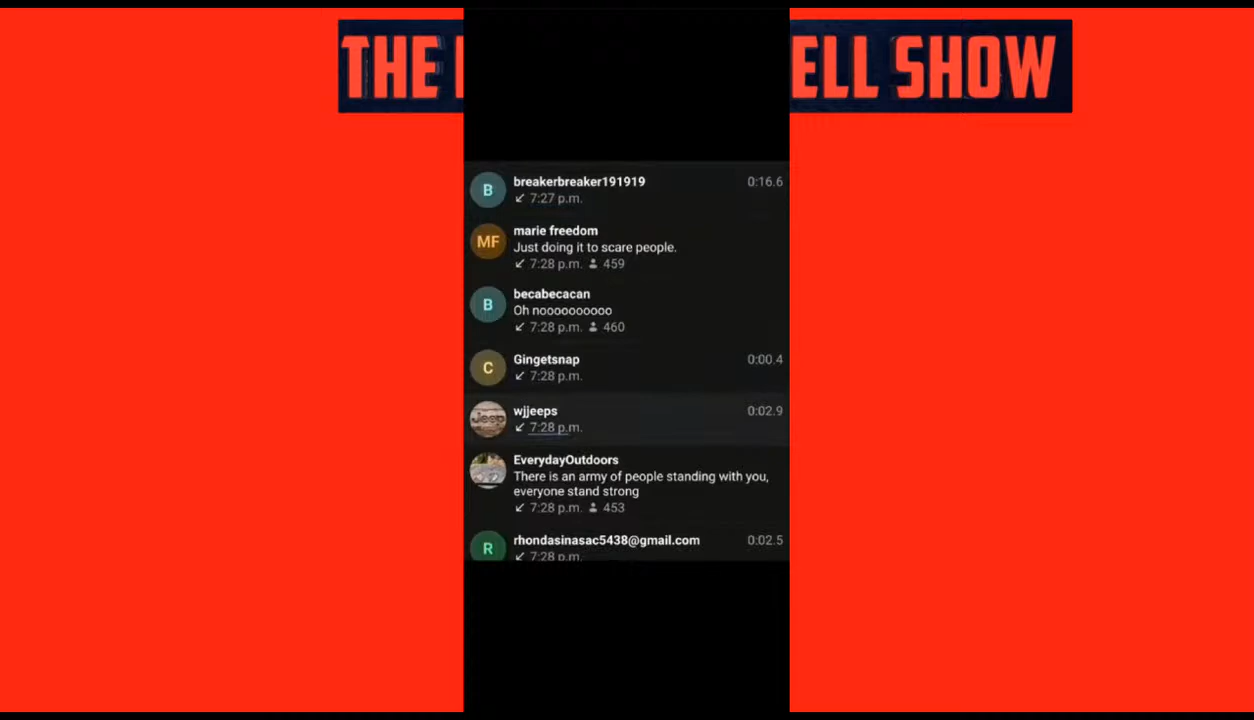 THE ELL SHOW
B
breakerbreaker191919
0:16.6
↙ 7:27 p.m.
MF
marie freedom
Just doing it to scare people.
↙ 7:28 p.m. 459
B
becabecacan
Oh nooooooooooo
↙ 7:28 p.m. 460
C
Gingetsnap
0:00.4
↙ 7:28 p.m.
wjjeeps
0:02.9
↙ 7:28 p.m.
EverydayOutdoors
There is an army of people standing with you,
everyone stand strong
↙ 7:28 p.m. 453
R
rhondasinasac5438@gmail.com
0:02.5
↙ 7:28 p.m.